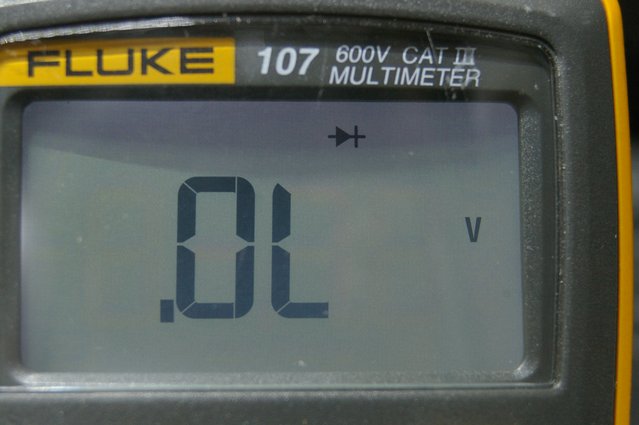 FLUKE 107 600V CAT III
MULTIMETER
.0L
V